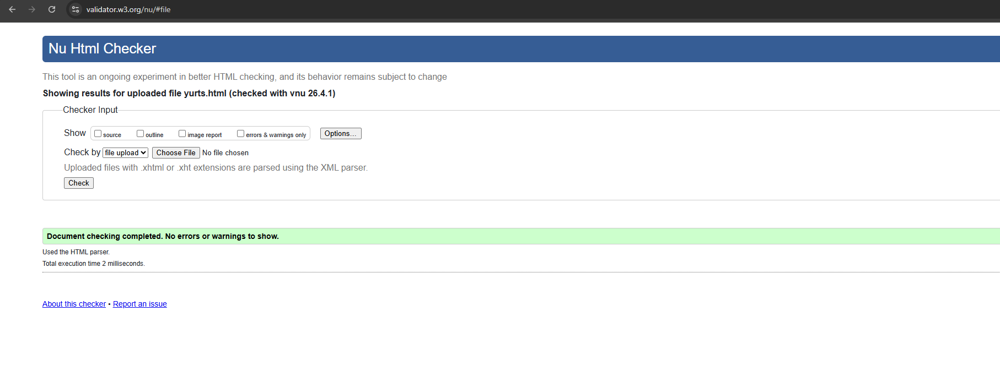 validator.w3.org/nu/#file
Nu Html Checker
This tool is an ongoing experiment in better HTML checking, and its behavior remains subject to change
Showing results for uploaded file yurts.html (checked with vnu 26.4.1)
Checker Input
Show source outline image report errors & warnings only Options...
Check by file upload Choose File No file chosen
Uploaded files with .xhtml or .xht extensions are parsed using the XML parser.
Check
Document checking completed. No errors or warnings to show.
Used the HTML parser.
Total execution time 2 milliseconds.
About this checker • Report an issue